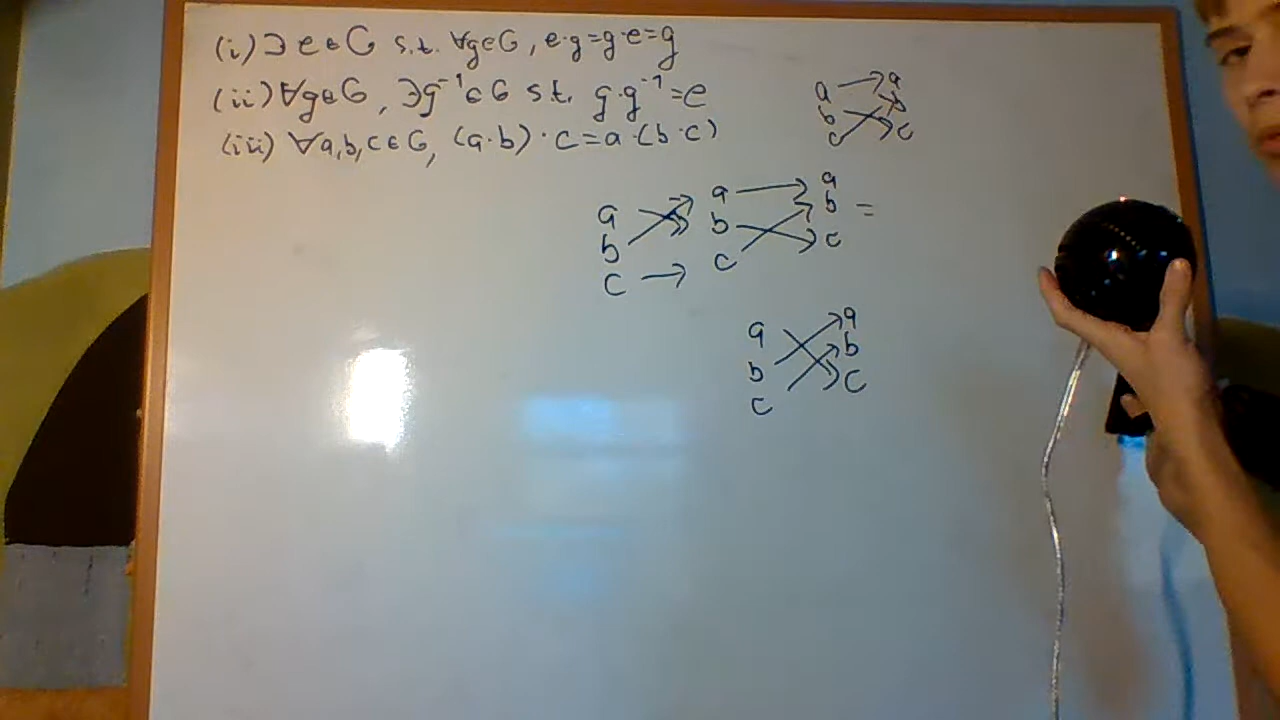 (i) ∃ e ∈ G s.t. ∀g∈G, e·g=g·e=g
(ii) ∀g∈G, ∃g⁻¹∈G s.t. g·g⁻¹=e
(iii) ∀a,b,c∈G, (a·b)·c=a·(b·c)
a → a
b b
c c
a a → a
b b b =
c → c c
a a
b b
c c